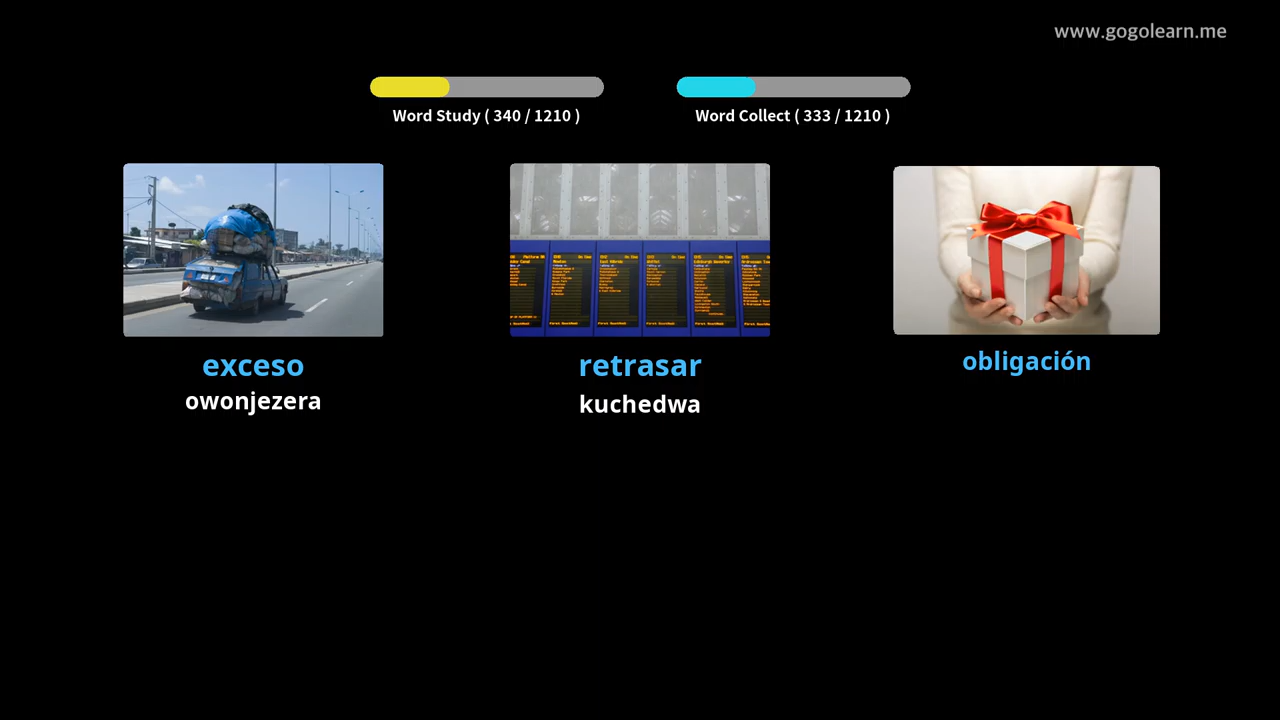 www.gogolearn.me
Word Study ( 340 / 1210 )
Word Collect ( 333 / 1210 )
exceso
owonjezera
retrasar
kuchedwa
obligación